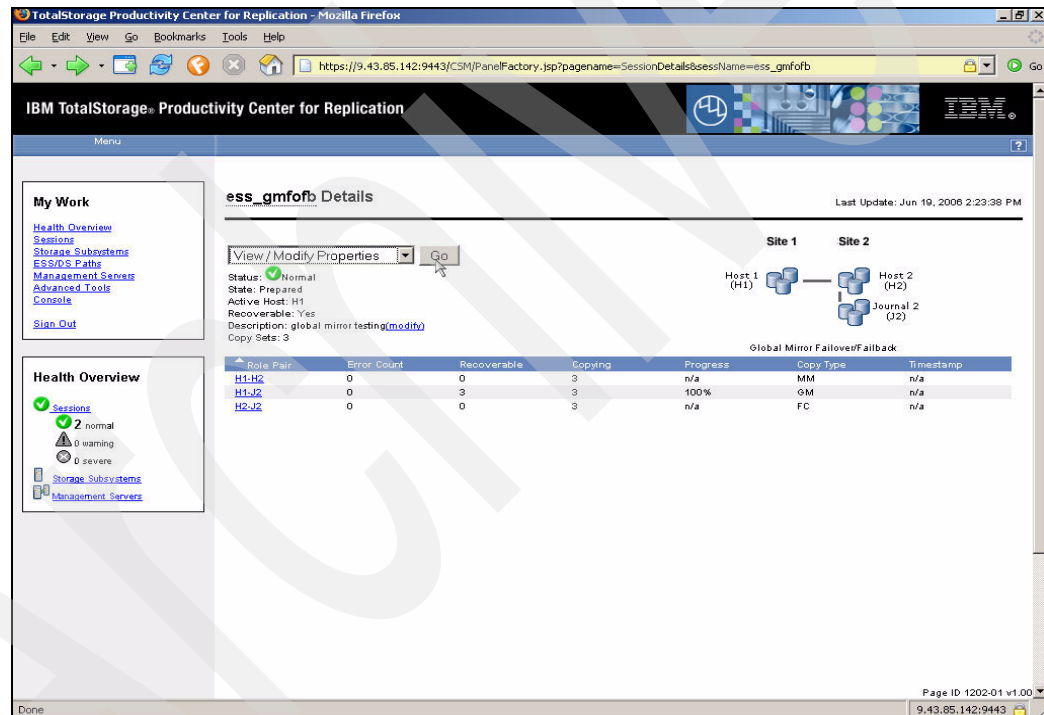 TotalStorage Productivity Center for Replication - Mozilla Firefox
File Edit View Go Bookmarks Tools Help
https://9.43.85.142:9443/CSM/PanelFactory.jsp?pagename=SessionDetails&sessName=ess_gmfofb
Go
IBM TotalStorage® Productivity Center for Replication
IBM®
Menu
?
My Work
Health Overview
Sessions
Storage Subsystems
ESS/DS Paths
Management Servers
Advanced Tools
Console
Sign Out
Health Overview
Sessions
2 normal
0 warning
0 severe
Storage Subsystems
Management Servers
ess_gmfofb Details
Last Update: Jun 19, 2006 2:23:38 PM
View / Modify Properties Go
Status: Normal
State: Prepared
Active Host: H1
Recoverable: Yes
Description: global mirror testing(modify)
Copy Sets: 3
Site 1 Site 2
Host 1 (H1)
Host 2 (H2)
Journal 2 (J2)
Global Mirror Failover/Failback
Role Pair Error Count Recoverable Copying Progress Copy Type Timestamp
H1-H2 0 0 3 n/a MM n/a
H1-J2 0 3 3 100% GM n/a
H2-J2 0 0 3 n/a FC n/a
Page ID 1202-01 v1.00
Done
9.43.85.142:9443